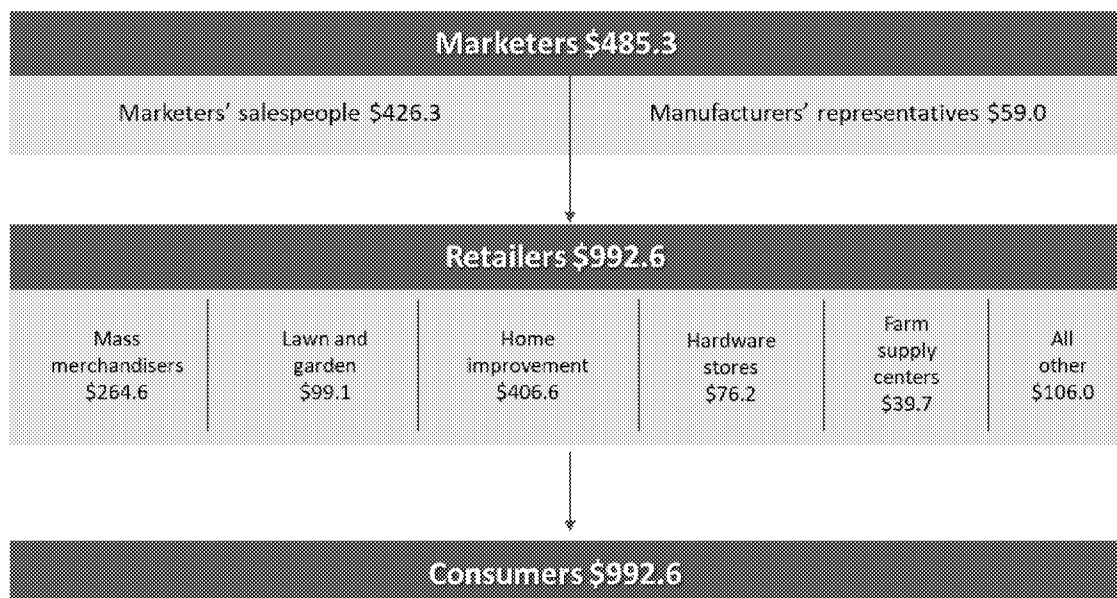 Marketers $485.3
Marketers' salespeople $426.3
Manufacturers' representatives $59.0
Retailers $992.6
Mass
merchandisers
$264.6
Lawn and
garden
$99.1
Home
improvement
$406.6
Hardware
stores
$76.2
Farm
supply
centers
$39.7
All
other
$106.0
Consumers $992.6